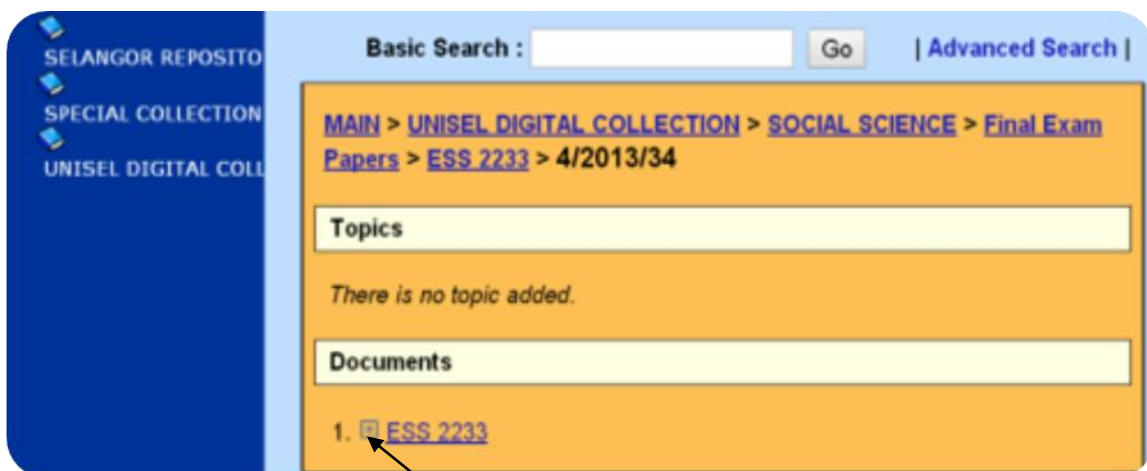 SELANGOR REPOSITO
SPECIAL COLLECTION
UNISEL DIGITAL COLL
Basic Search : Go | Advanced Search |
MAIN > UNISEL DIGITAL COLLECTION > SOCIAL SCIENCE > Final Exam
Papers > ESS 2233 > 4/2013/34
Topics
There is no topic added.
Documents
1. ESS 2233